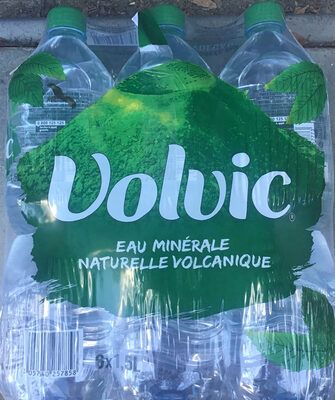 Volvic
EAU MINÉRALE
NATURELLE VOLCANIQUE
6x1,5L